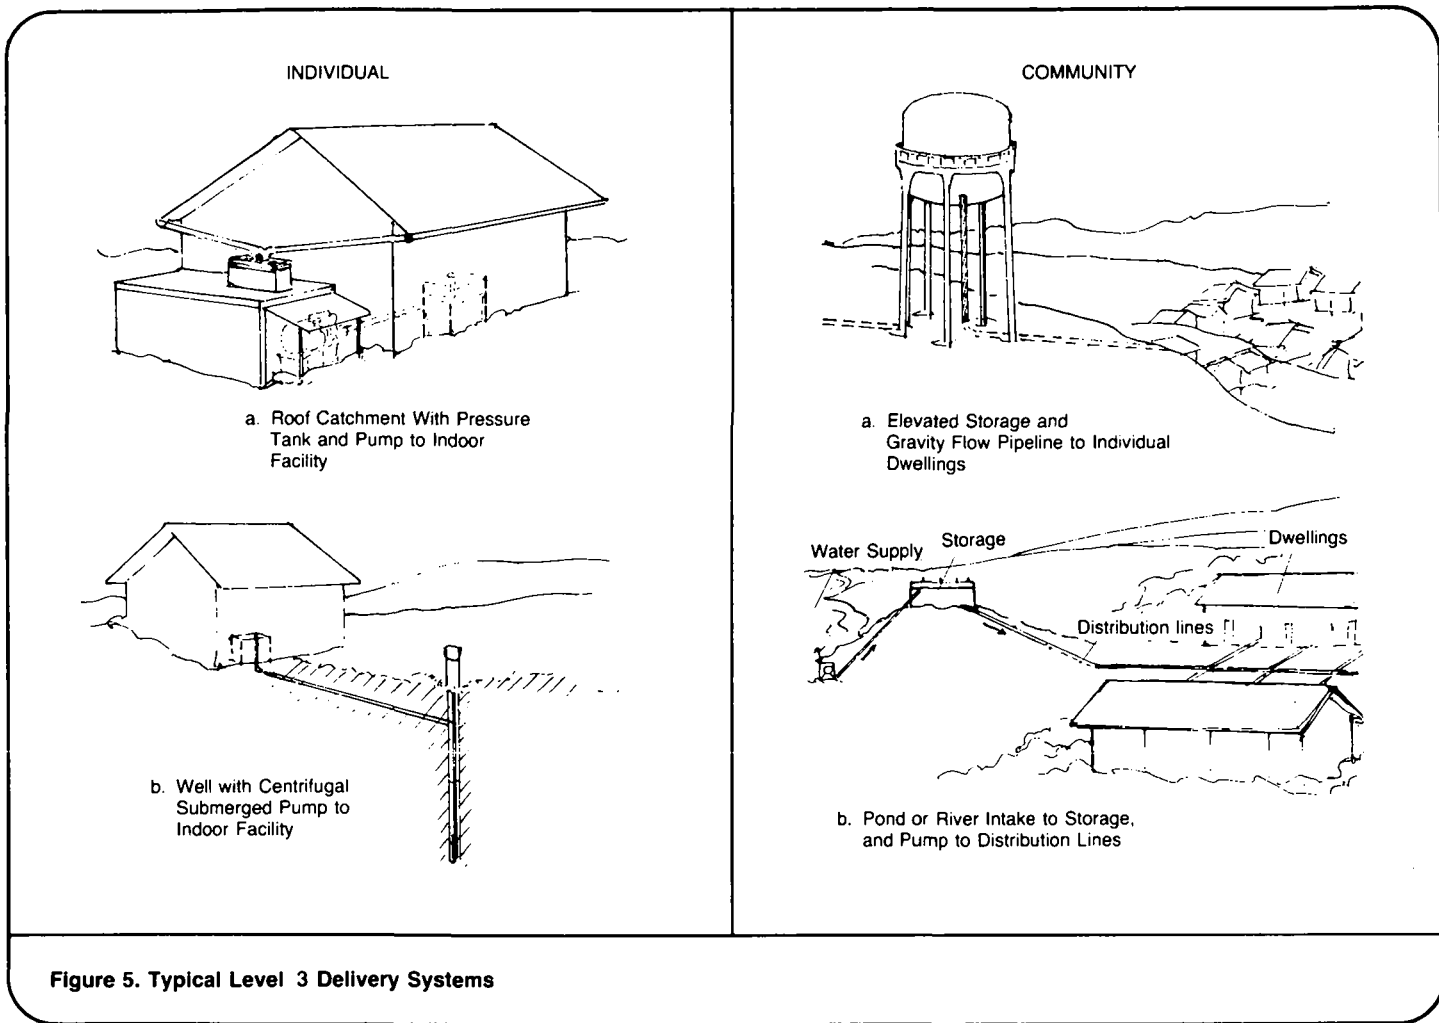 INDIVIDUAL
a. Roof Catchment With Pressure
Tank and Pump to Indoor
Facility
b. Well with Centrifugal
Submerged Pump to
Indoor Facility
COMMUNITY
a. Elevated Storage and
Gravity Flow Pipeline to Individual
Dwellings
Water Supply
Storage
Dwellings
Distribution lines
b. Pond or River Intake to Storage,
and Pump to Distribution Lines
Figure 5. Typical Level 3 Delivery Systems